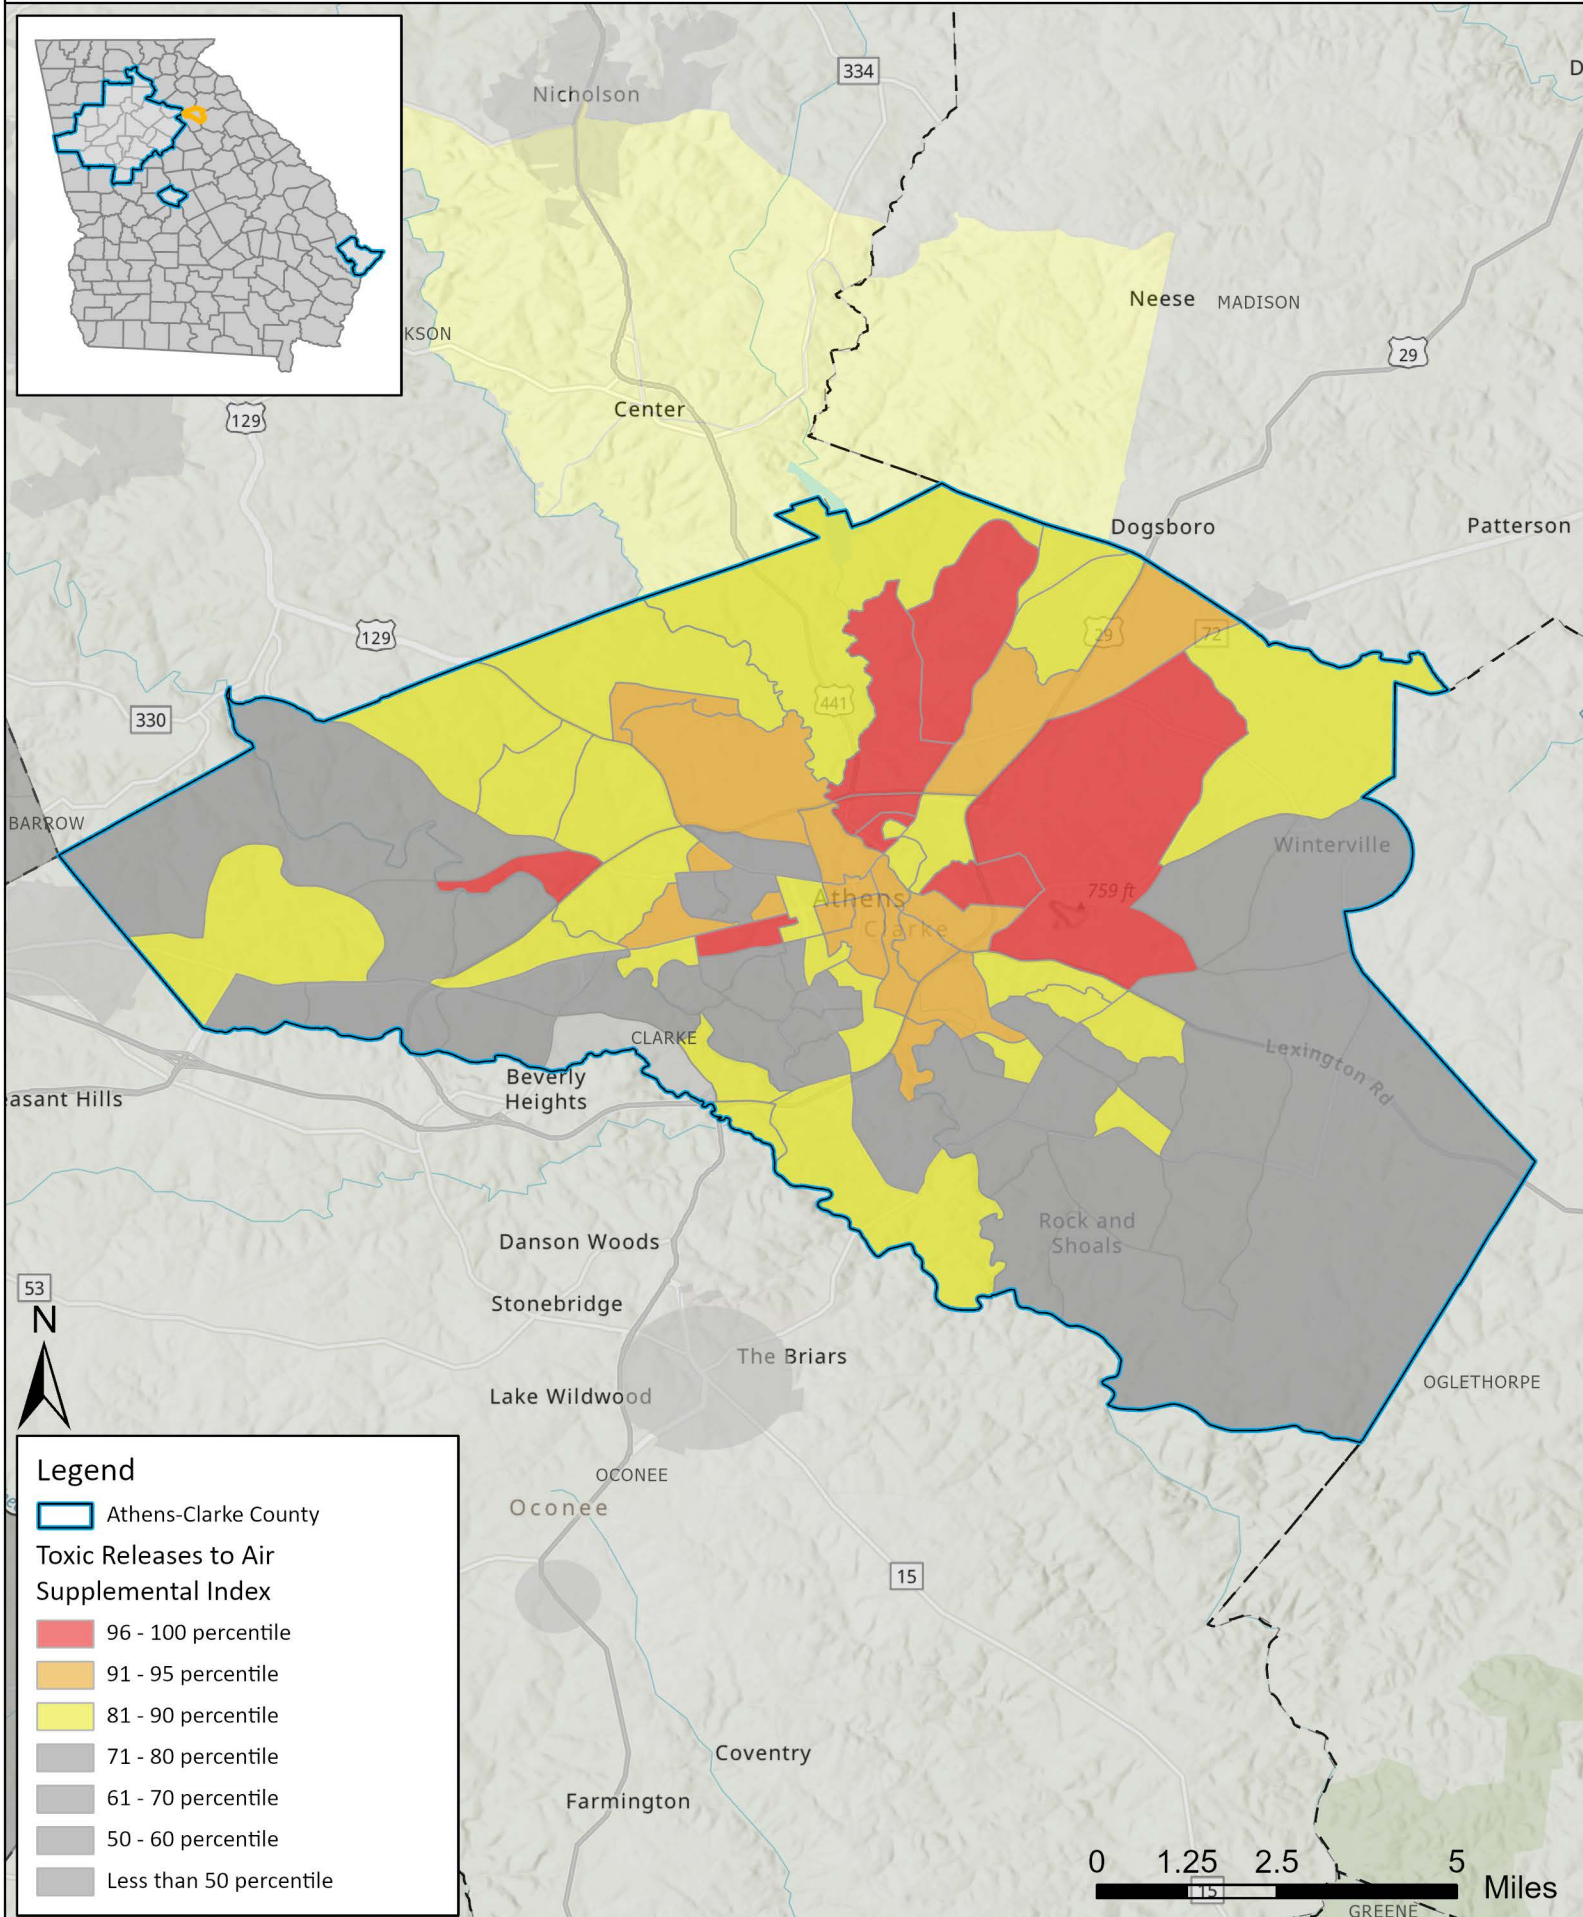 Nicholson
334
D
KSON
Neese
MADISON
29
129
Center
Dogsboro
Patterson
129
29
72
330
441
BARROW
Winterville
759 ft
Athens
Clarke
CLARKE
Lexington Rd
Beverly
Heights
easant Hills
Rock and
Shoals
Danson Woods
53
Stonebridge
N
The Briars
Lake Wildwood
OGLETHORPE
OCONEE
Oconee
Legend
Athens-Clarke County
Toxic Releases to Air
Supplemental Index
96 - 100 percentile
91 - 95 percentile
81 - 90 percentile
71 - 80 percentile
61 - 70 percentile
50 - 60 percentile
Less than 50 percentile
15
Coventry
Farmington
0 1.25 2.5 5
Miles
15
GREENE